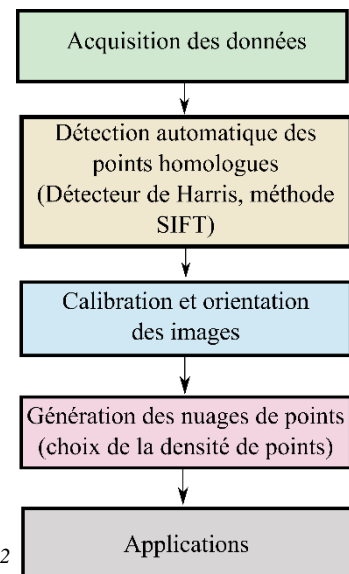 Acquisition des données
Détection automatique des
points homologues
(Détecteur de Harris, méthode
SIFT)
Calibration et orientation
des images
Génération des nuages de points
(choix de la densité de points)
Applications
2